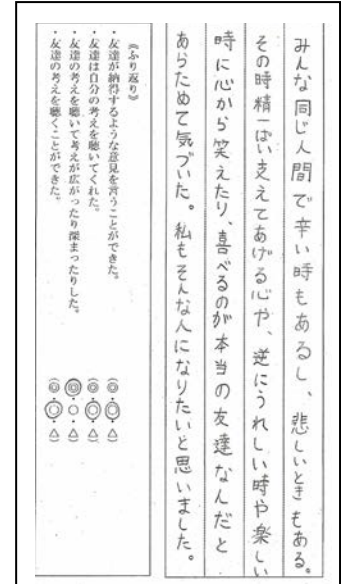 みんな同じ人間で辛い時もあるし、悲しいときもある。
その時精一ぱい支えてあげる心や、逆にうれしい時や楽しい
時に心から笑えたり、喜べるのが本当の友達なんだと
あらためて気づいた。私もそんな人になりたいと思いました。
《ふり返り》
・友達が納得するような意見を言うことができた。(◎・○・△)
・友達は自分の考えを聴いてくれた。(◎・○・△)
・友達の考えを聴いて考えが広がったり深まったりした。(◎・○・△)
・友達の考えを聴くことができた。(◎・○・△)